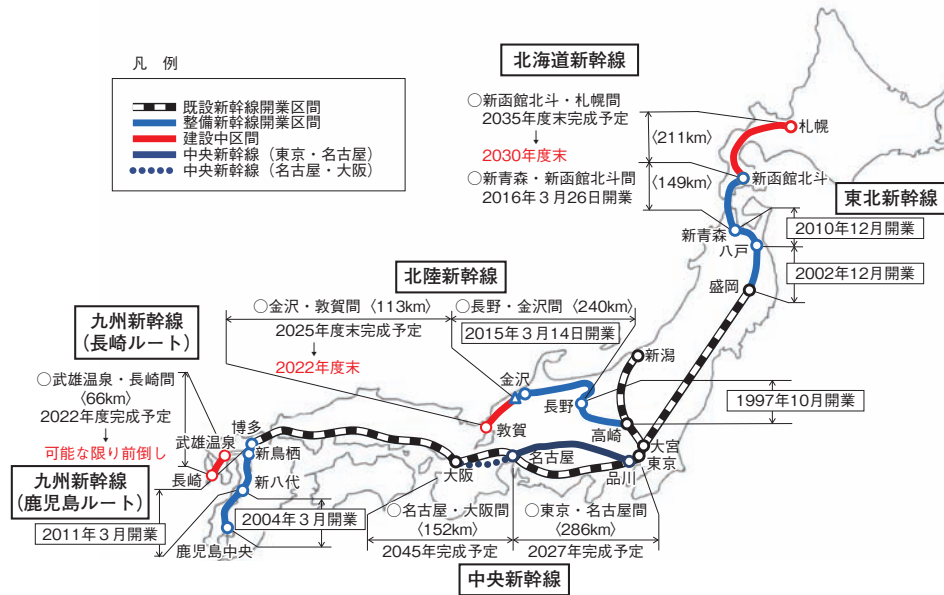 凡 例
既設新幹線開業区間
整備新幹線開業区間
建設中区間
中央新幹線（東京・名古屋）
中央新幹線（名古屋・大阪）
北海道新幹線
○新函館北斗・札幌間
2035年度末完成予定
2030年度末
○新青森・新函館北斗間
2016年3月26日開業
〈211km〉
〈149km〉
札幌
新函館北斗
東北新幹線
新青森
2010年12月開業
八戸
2002年12月開業
盛岡
北陸新幹線
○金沢・敦賀間〈113km〉
2025年度末完成予定
2022年度末
○長野・金沢間〈240km〉
2015年3月14日開業
新潟
金沢
長野
1997年10月開業
高崎
敦賀
大宮
東京
品川
名古屋
大阪
九州新幹線
（長崎ルート）
○武雄温泉・長崎間
〈66km〉
2022年度完成予定
可能な限り前倒し
博多
武雄温泉
新鳥栖
長崎
新八代
九州新幹線
（鹿児島ルート）
2011年3月開業
2004年3月開業
鹿児島中央
○名古屋・大阪間
〈152km〉
2045年完成予定
○東京・名古屋間
〈286km〉
2027年完成予定
中央新幹線